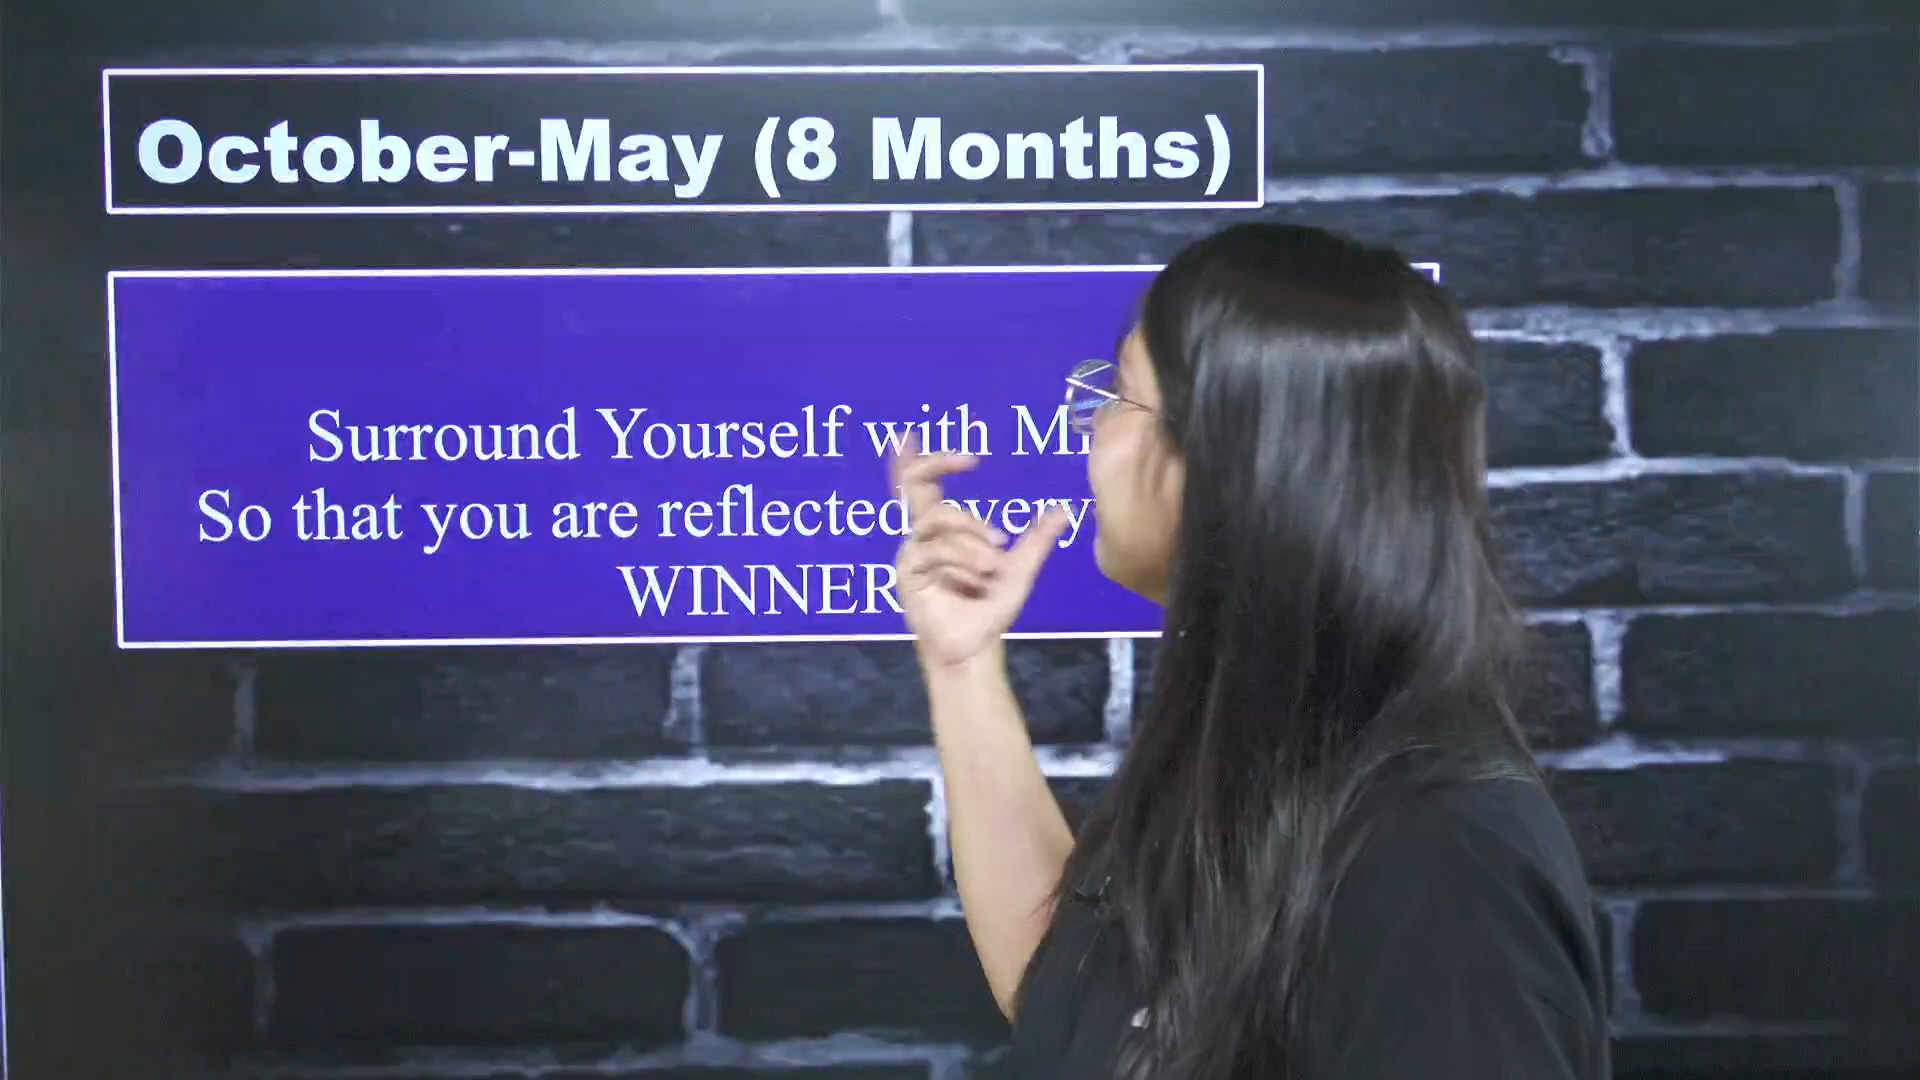 October-May (8 Months)
Surround Yourself with
So that you are reflected
WINNER